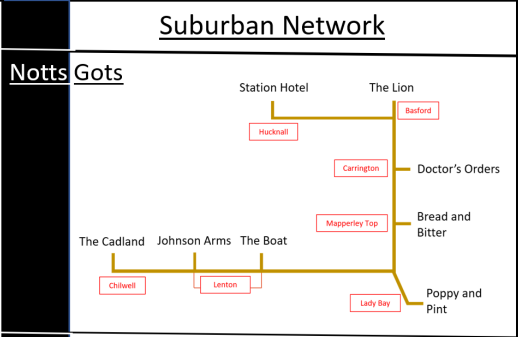 Suburban Network
Notts Gots
Station Hotel
The Lion
Basford
Hucknall
Carrington
Doctor's Orders
Mapperley Top
Bread and
Bitter
The Cadland
Johnson Arms
The Boat
Chilwell
Lenton
Lady Bay
Poppy and
Pint